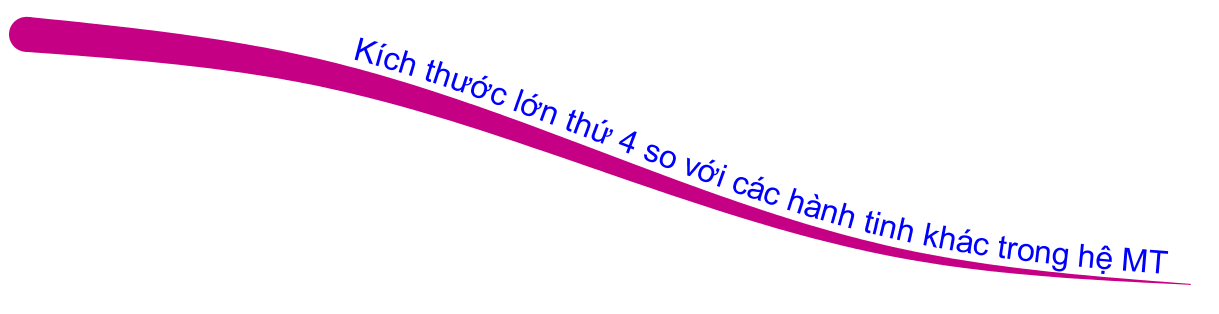 Kích thước lớn thứ 4 so với các hành tinh khác trong hệ MT